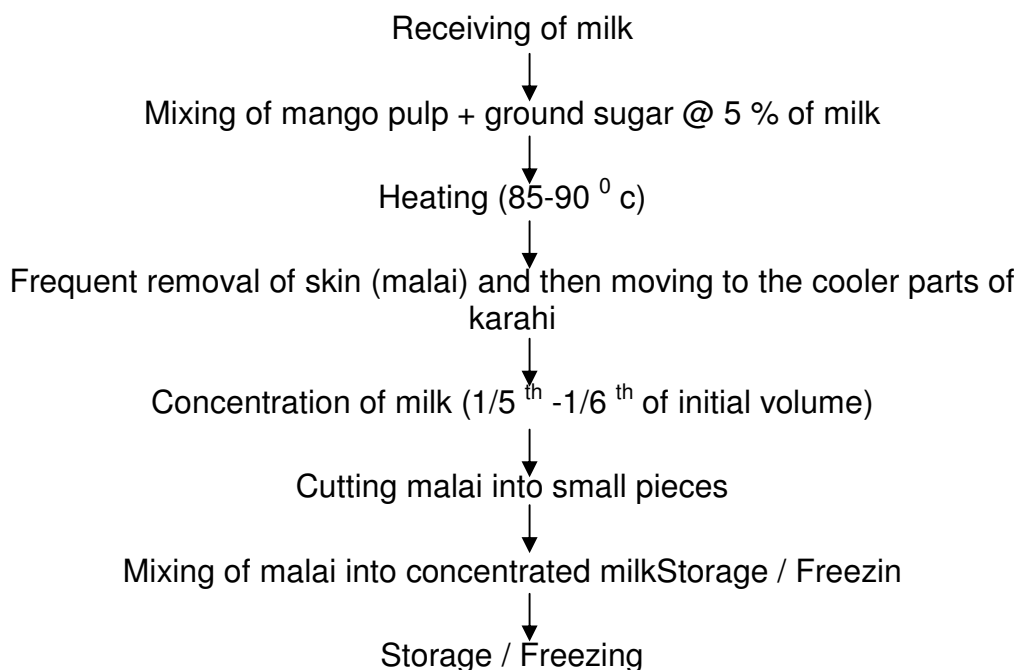 Receiving of milk
Mixing of mango pulp + ground sugar @ 5 % of milk
Heating (85-90 ⁰ c)
Frequent removal of skin (malai) and then moving to the cooler parts of
karahi
Concentration of milk (1/5 ᵗʰ -1/6 ᵗʰ of initial volume)
Cutting malai into small pieces
Mixing of malai into concentrated milkStorage / Freezin
Storage / Freezing